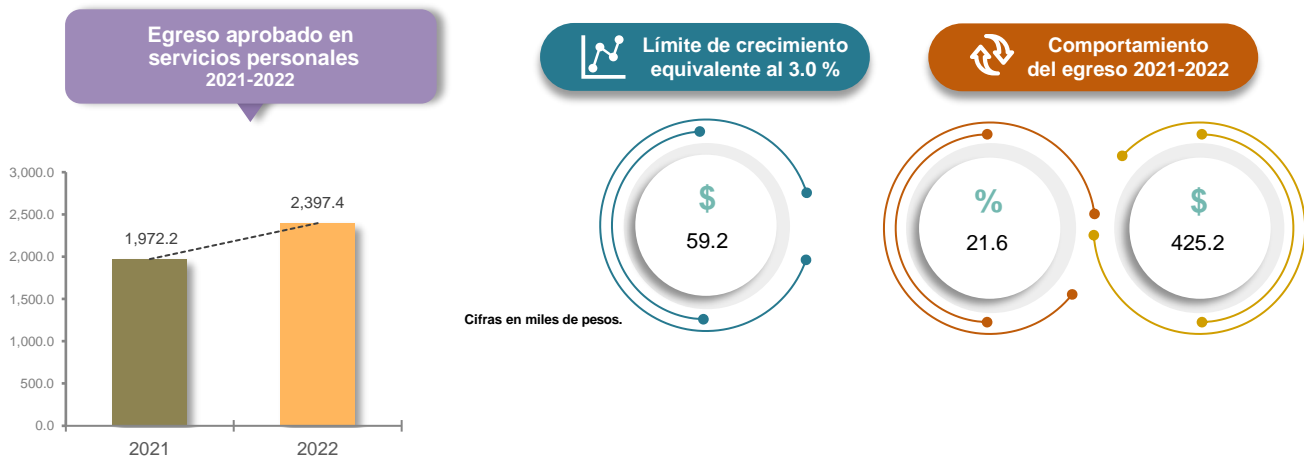 Egreso aprobado en
servicios personales
2021-2022
3,000.0
2,500.0
2,000.0
1,500.0
1,000.0
500.0
0.0
1,972.2
2,397.4
2021
2022
Límite de crecimiento
equivalente al 3.0 %
$
59.2
Cifras en miles de pesos.
Comportamiento
del egreso 2021-2022
%
21.6
$
425.2